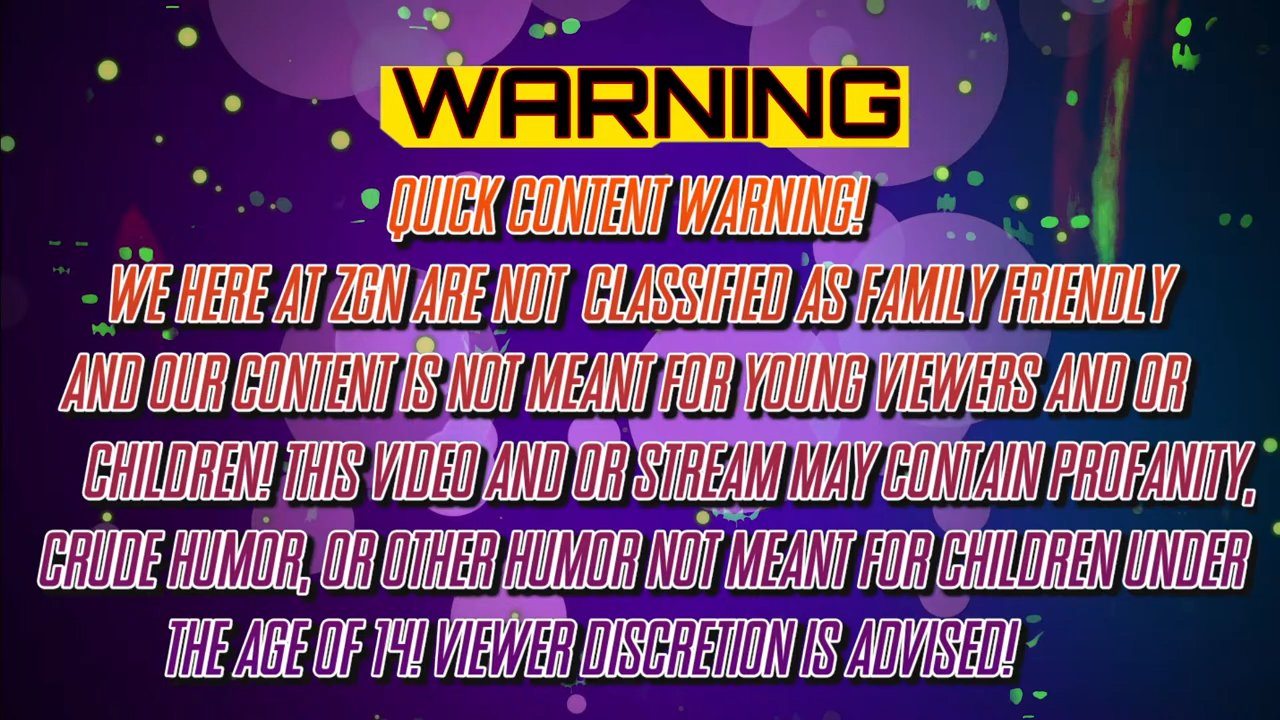 WARNING
QUICK CONTENT WARNING!
WE HERE AT ZGN ARE NOT CLASSIFIED AS FAMILY FRIENDLY
AND OUR CONTENT IS NOT MEANT FOR YOUNG VIEWERS AND OR
CHILDREN! THIS VIDEO AND OR STREAM MAY CONTAIN PROFANITY,
CRUDE HUMOR, OR OTHER HUMOR NOT MEANT FOR CHILDREN UNDER
THE AGE OF 14! VIEWER DISCRETION IS ADVISED!